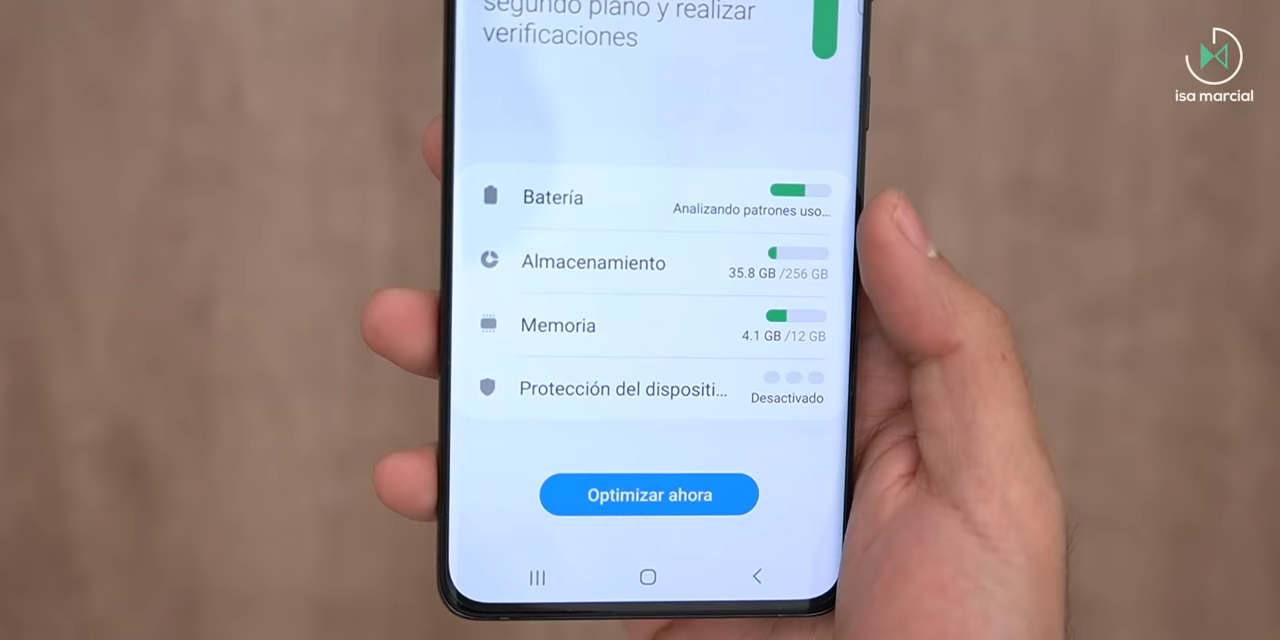 segundo plano y realizar
verificaciones
isa marcial
Batería
Analizando patrones uso...
Almacenamiento
35.8 GB /256 GB
Memoria
4.1 GB /12 GB
Protección del dispositi...
Desactivado
Optimizar ahora